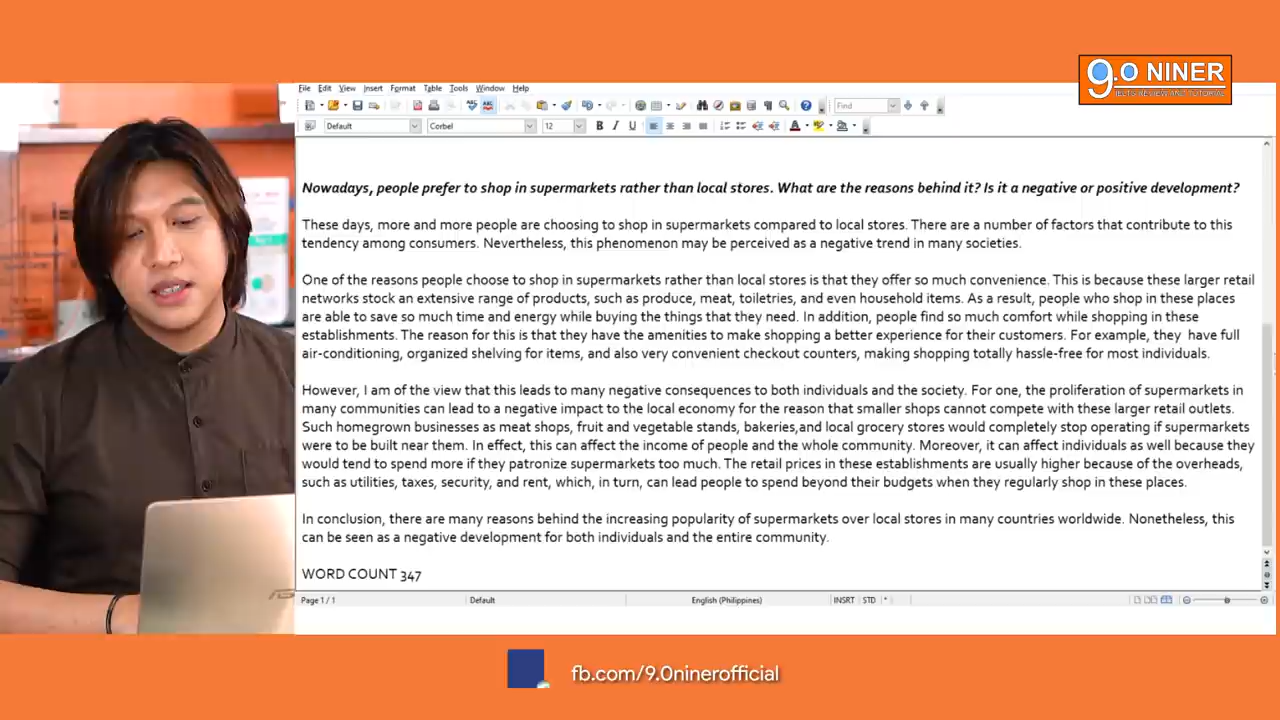 9.0 NINER
IELTS REVIEW AND TUTORIAL
File Edit View Insert Format Table Tools Window Help
Find
Default Corbel 12 B I U
Nowadays, people prefer to shop in supermarkets rather than local stores. What are the reasons behind it? Is it a negative or positive development?
These days, more and more people are choosing to shop in supermarkets compared to local stores. There are a number of factors that contribute to this
tendency among consumers. Nevertheless, this phenomenon may be perceived as a negative trend in many societies.
One of the reasons people choose to shop in supermarkets rather than local stores is that they offer so much convenience. This is because these larger retail
networks stock an extensive range of products, such as produce, meat, toiletries, and even household items. As a result, people who shop in these places
are able to save so much time and energy while buying the things that they need. In addition, people find so much comfort while shopping in these
establishments. The reason for this is that they have the amenities to make shopping a better experience for their customers. For example, they  have full
air-conditioning, organized shelving for items, and also very convenient checkout counters, making shopping totally hassle-free for most individuals.
However, I am of the view that this leads to many negative consequences to both individuals and the society. For one, the proliferation of supermarkets in
many communities can lead to a negative impact to the local economy for the reason that smaller shops cannot compete with these larger retail outlets.
Such homegrown businesses as meat shops, fruit and vegetable stands, bakeries,and local grocery stores would completely stop operating if supermarkets
were to be built near them. In effect, this can affect the income of people and the whole community. Moreover, it can affect individuals as well because they
would tend to spend more if they patronize supermarkets too much. The retail prices in these establishments are usually higher because of the overheads,
such as utilities, taxes, security, and rent, which, in turn, can lead people to spend beyond their budgets when they regularly shop in these places.
In conclusion, there are many reasons behind the increasing popularity of supermarkets over local stores in many countries worldwide. Nonetheless, this
can be seen as a negative development for both individuals and the entire community.
WORD COUNT 347
Page 1 / 1 Default English (Philippines) INSRT STD *
fb.com/9.0ninerofficial